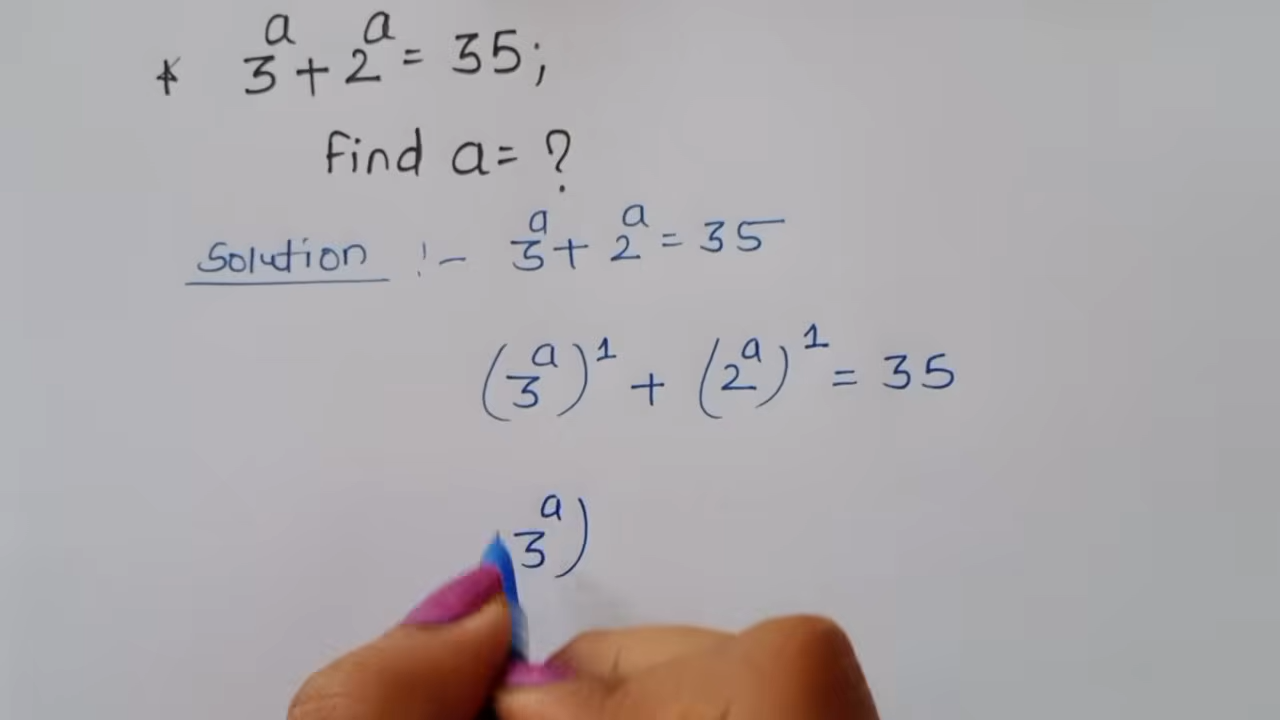 * 3^a + 2^a = 35;
Find a = ?
Solution :- 3^a + 2^a = 35
(3^a)^1 + (2^a)^1 = 35
3^a)